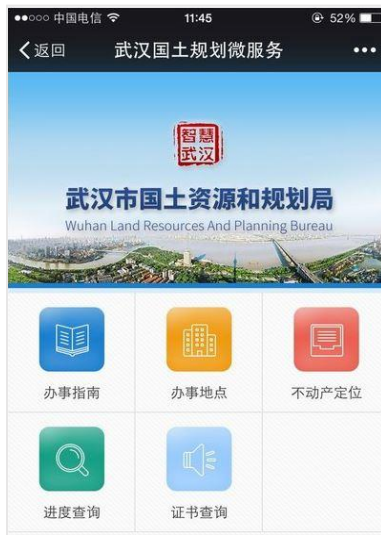 中国电信 11:45 52%
返回 武汉国土规划微服务
智慧
武汉
武汉市国土资源和规划局
Wuhan Land Resources And Planning Bureau
办事指南 办事地点 不动产定位
进度查询 证书查询